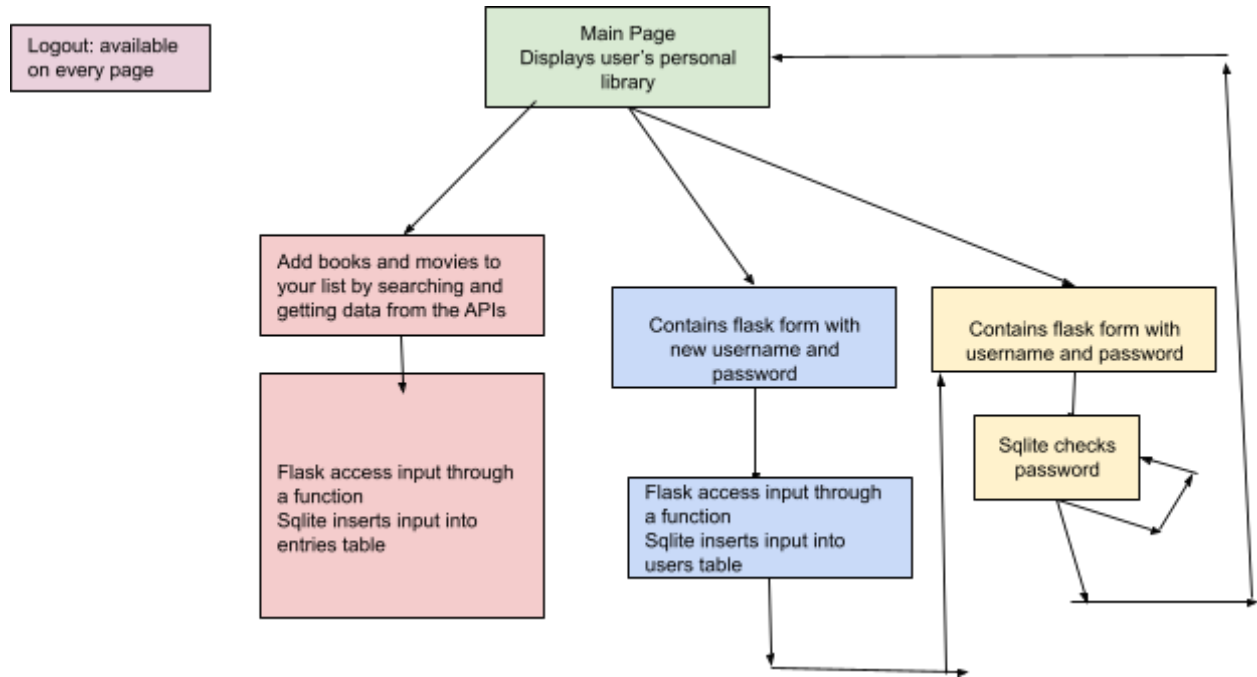 Logout: available
on every page
Main Page
Displays user's personal
library
Add books and movies to
your list by searching and
getting data from the APIs
Contains flask form with
new username and
password
Contains flask form with
username and password
Sqlite checks
password
Flask access input through
a function
Sqlite inserts input into
entries table
Flask access input through
a function
Sqlite inserts input into
users table